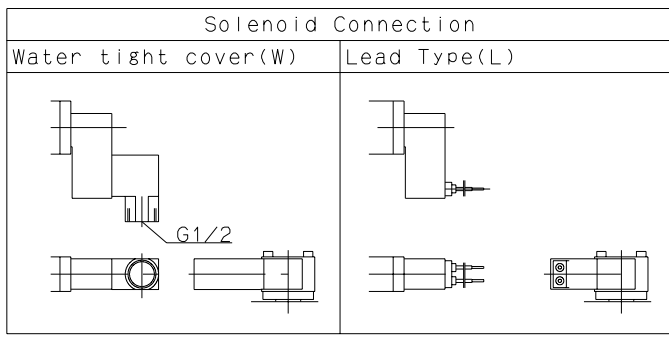 Solenoid Connection
Water tight cover(W)
Lead Type(L)
G1/2